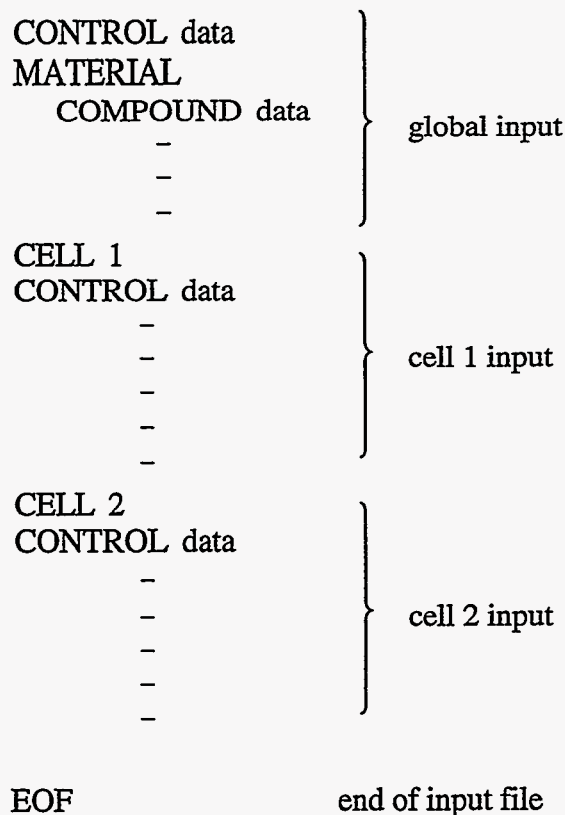 CONTROL data
MATERIAL
COMPOUND data
–
–
–
global input
CELL 1
CONTROL data
–
–
–
–
–
cell 1 input
CELL 2
CONTROL data
–
–
–
–
–
cell 2 input
EOF end of input file